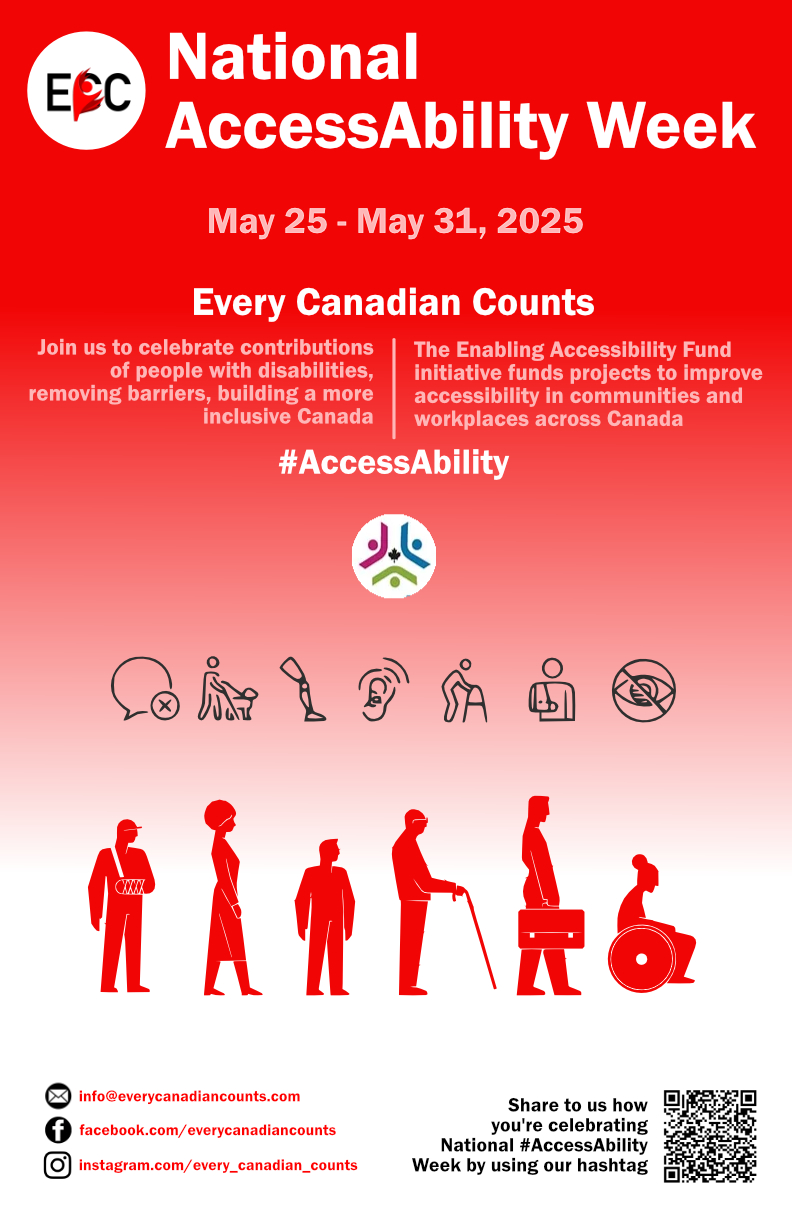 ECC
National
AccessAbility Week
May 25 - May 31, 2025
Every Canadian Counts
Join us to celebrate contributions
of people with disabilities,
removing barriers, building a more
inclusive Canada
The Enabling Accessibility Fund
initiative funds projects to improve
accessibility in communities and
workplaces across Canada
#AccessAbility
info@everycanadiancounts.com
facebook.com/everycanadiancounts
instagram.com/every_canadian_counts
Share to us how
you're celebrating
National #AccessAbility
Week by using our hashtag